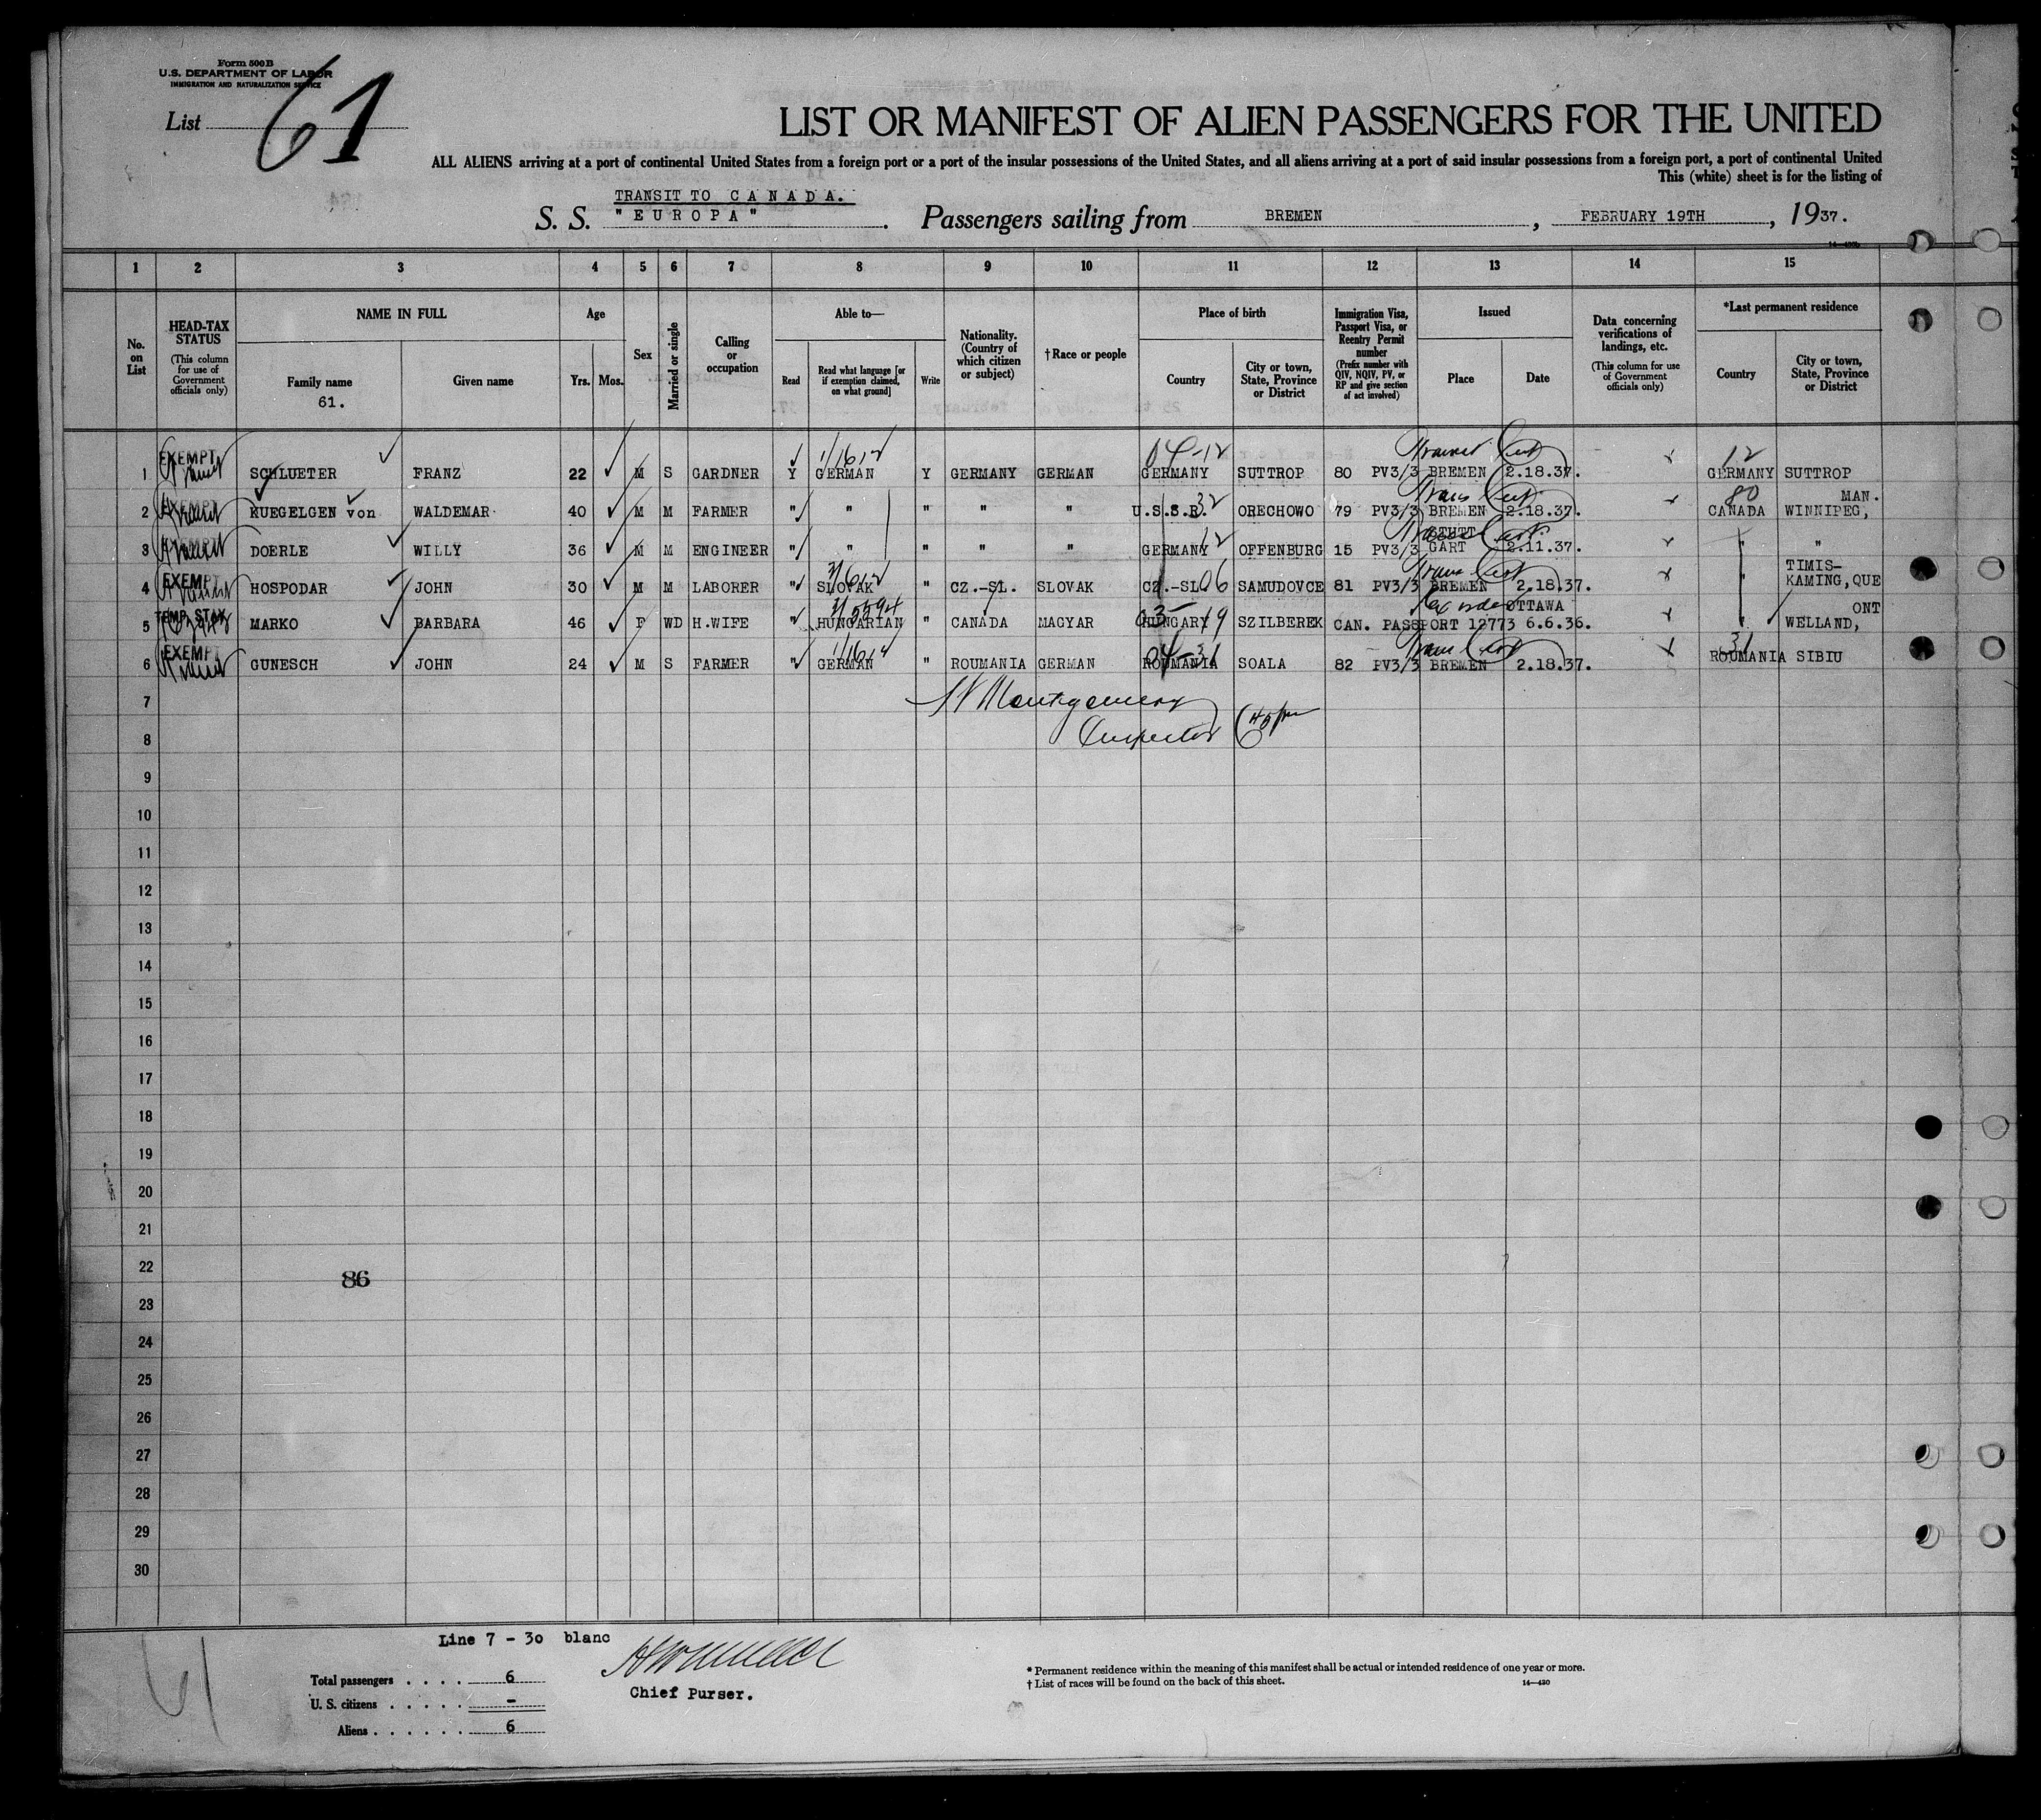 Form 500B
U.S. DEPARTMENT OF LABOR
IMMIGRATION AND NATURALIZATION SERVICE
List 61
LIST OR MANIFEST OF ALIEN PASSENGERS FOR THE UNITED
ALL ALIENS arriving at a port of continental United States from a foreign port or a port of the insular possessions of the United States, and all aliens arriving at a port of said insular possessions from a foreign port, a port of continental United
This (white) sheet is for the listing of
TRANSIT TO CANADA.
S. S. "EUROPA". Passengers sailing from BREMEN, FEBRUARY 19TH, 1937.
1 2 3 4 5 6 7 8 9 10 11 12 13 14 15
No. on List
HEAD-TAX STATUS (This column for use of Government officials only)
NAME IN FULL
Family name
61.
Given name
Age
Yrs. Mos.
Sex
Married or single
Calling or occupation
Able to—
Read
Read what language [or if exemption claimed, on what ground]
Write
Nationality. (Country of which citizen or subject)
†Race or people
Place of birth
Country
City or town, State, Province or District
Immigration Visa, Passport Visa, or Reentry Permit number (Prefix number with QIV, NQIV, PV, or RP and give section of act involved)
Issued
Place
Date
Data concerning verifications of landings, etc. (This column for use of Government officials only)
*Last permanent residence
Country
City or town, State, Province or District
1 EXEMPT SCHLUETER FRANZ 22 M S GARDNER Y GERMAN Y GERMANY GERMAN GERMANY SUTTROP 80 PV3/3 BREMEN 2.18.37. GERMANY SUTTROP
2 EXEMPT KUEGELGEN von WALDEMAR 40 M M FARMER " " " " " U.S.S.R. ORECHOWO 79 PV3/3 BREMEN 2.18.37. CANADA WINNIPEG, MAN.
3 DOERLE WILLY 36 M M ENGINEER " " " " " GERMANY OFFENBURG 15 PV3/3 STUTTGART 2.11.37. " "
4 EXEMPT HOSPODAR JOHN 30 M M LABORER " SLOVAK " CZ.-SL. SLOVAK CZ.-SL. SAMUDOVCE 81 PV3/3 BREMEN 2.18.37. " TIMIS-KAMING,QUE
5 TEMP. STAY MARKO BARBARA 46 F WD H.WIFE " HUNGARIAN " CANADA MAGYAR HUNGARY SZILBEREK CAN. PASSPORT 12773 OTTAWA 6.6.36. " WELLAND, ONT
6 EXEMPT GUNESCH JOHN 24 M S FARMER " GERMAN " ROUMANIA GERMAN ROUMANIA SOALA 82 PV3/3 BREMEN 2.18.37. ROUMANIA SIBIU
7 Montgomery
8 Inspector
9
10
11
12
13
14
15
16
17
18
19
20
21
22
86
23
24
25
26
27
28
29
30
Line 7 - 30 blanc
Total passengers . . . . 6
U. S. citizens . . . . . -
Aliens . . . . . . 6
Chief Purser.
61
* Permanent residence within the meaning of this manifest shall be actual or intended residence of one year or more.
† List of races will be found on the back of this sheet.
14—430